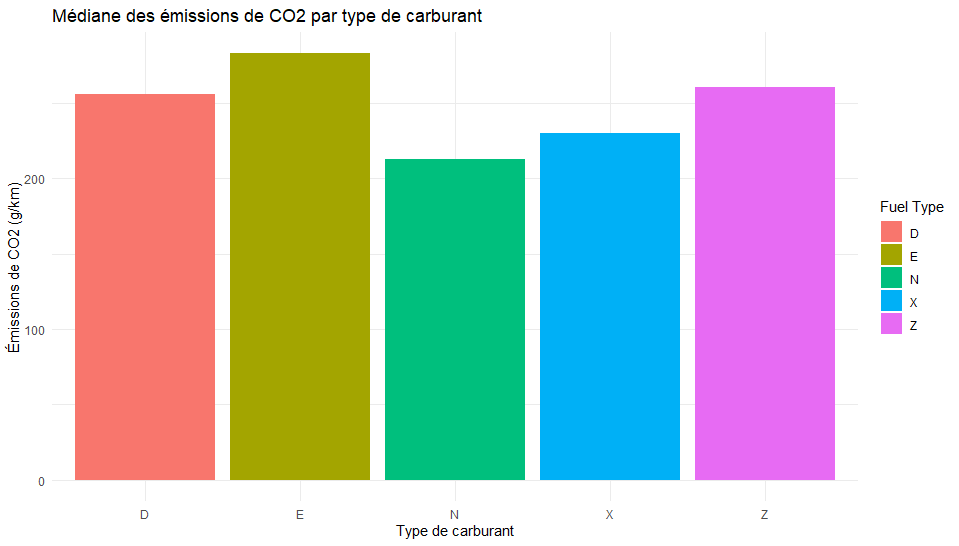 Médiane des émissions de CO2 par type de carburant
Émissions de CO2 (g/km)
200
100
0
D
E
N
X
Z
Type de carburant
Fuel Type
D
E
N
X
Z